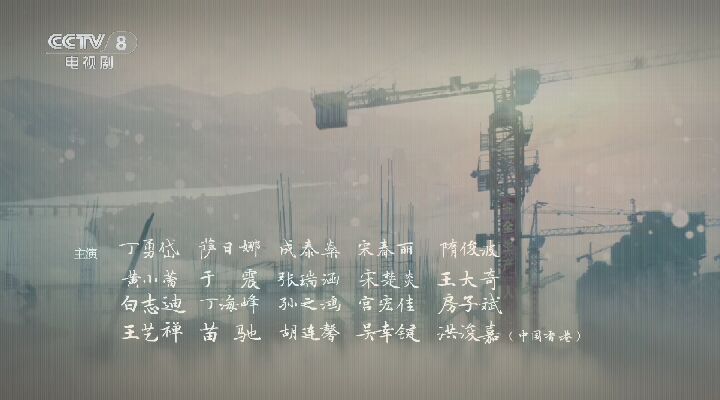 CCTV 8
电视剧
主演 丁勇岱 萨日娜 成泰燊 宋春丽 隋俊波
黄小蕾 于震 张瑞涵 宋楚炎 王大奇
白志迪 丁海峰 孙之鸿 宫宏佳 房子斌
王艺禅 苗驰 胡连馨 吴幸键 洪浚嘉（中国香港）